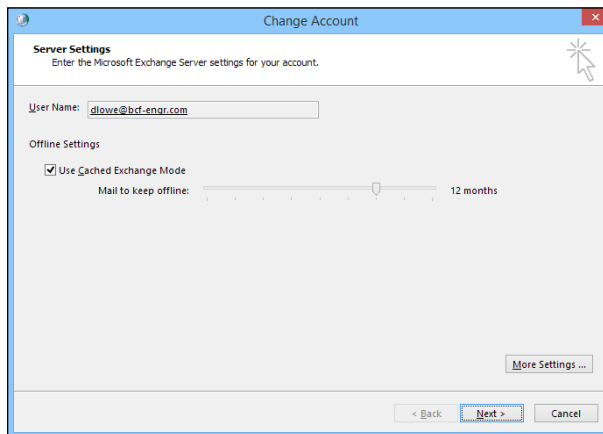 Change Account
Server Settings
Enter the Microsoft Exchange Server settings for your account.
User Name: dlowe@bcf-engr.com
Offline Settings
Use Cached Exchange Mode
Mail to keep offline: 12 months
More Settings ...
< Back Next > Cancel